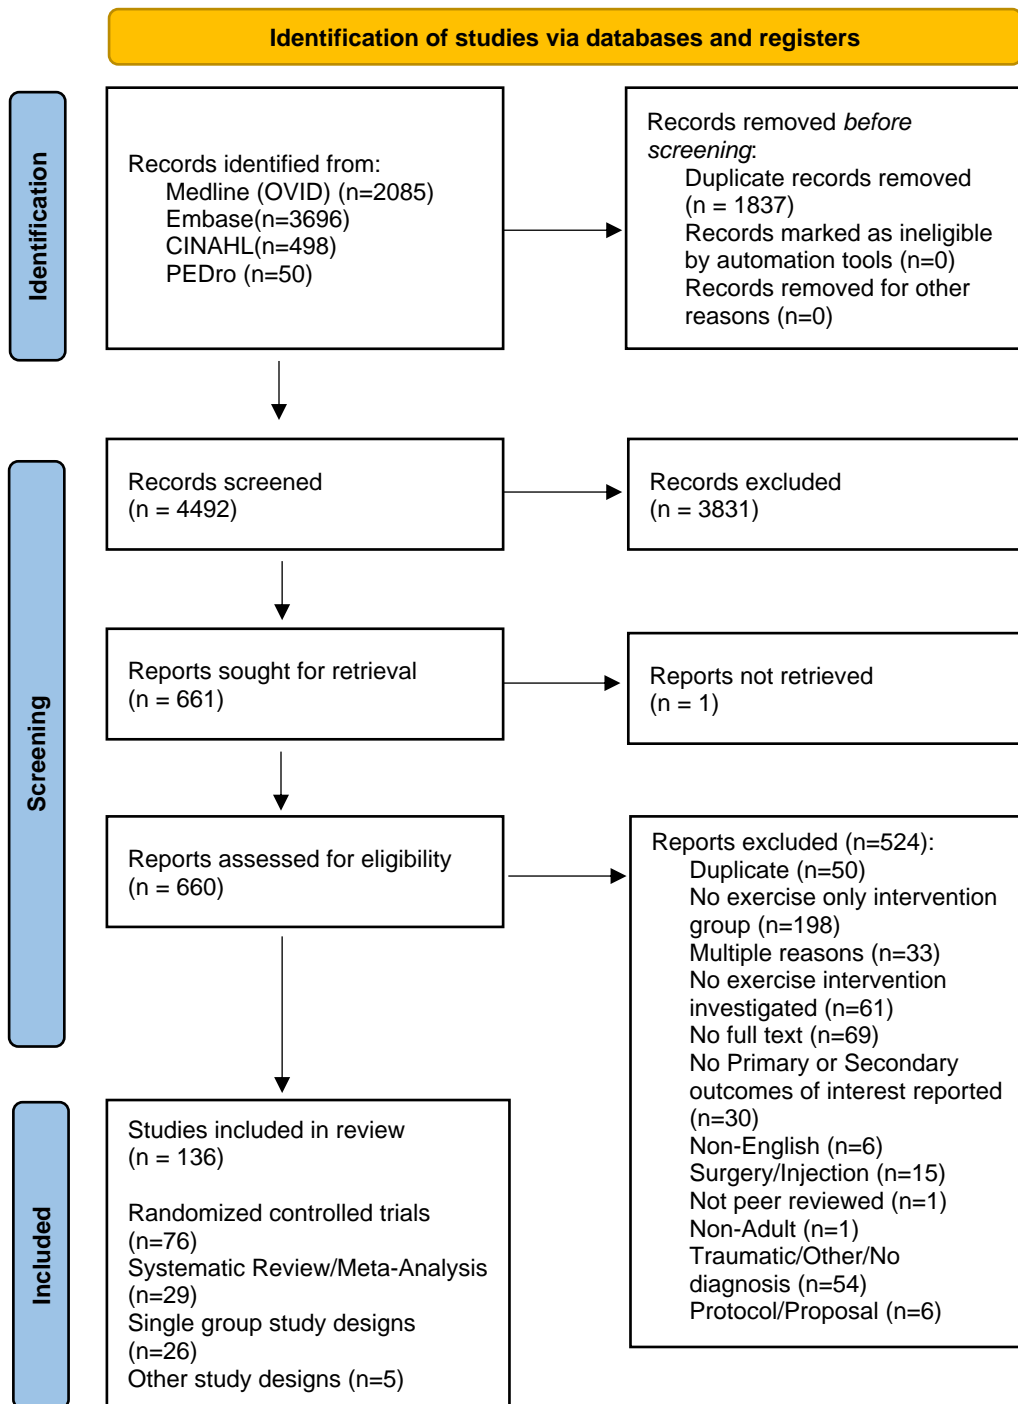 Identification of studies via databases and registers
Identification
Records identified from:
Medline (OVID) (n=2085)
Embase(n=3696)
CINAHL(n=498)
PEDro (n=50)
Records removed before
screening:
Duplicate records removed
(n = 1837)
Records marked as ineligible
by automation tools (n=0)
Records removed for other
reasons (n=0)
Screening
Records screened
(n = 4492)
Records excluded
(n = 3831)
Reports sought for retrieval
(n = 661)
Reports not retrieved
(n = 1)
Reports assessed for eligibility
(n = 660)
Reports excluded (n=524):
Duplicate (n=50)
No exercise only intervention
group (n=198)
Multiple reasons (n=33)
No exercise intervention
investigated (n=61)
No full text (n=69)
No Primary or Secondary
outcomes of interest reported
(n=30)
Non-English (n=6)
Surgery/Injection (n=15)
Not peer reviewed (n=1)
Non-Adult (n=1)
Traumatic/Other/No
diagnosis (n=54)
Protocol/Proposal (n=6)
Included
Studies included in review
(n = 136)
Randomized controlled trials
(n=76)
Systematic Review/Meta-Analysis
(n=29)
Single group study designs
(n=26)
Other study designs (n=5)